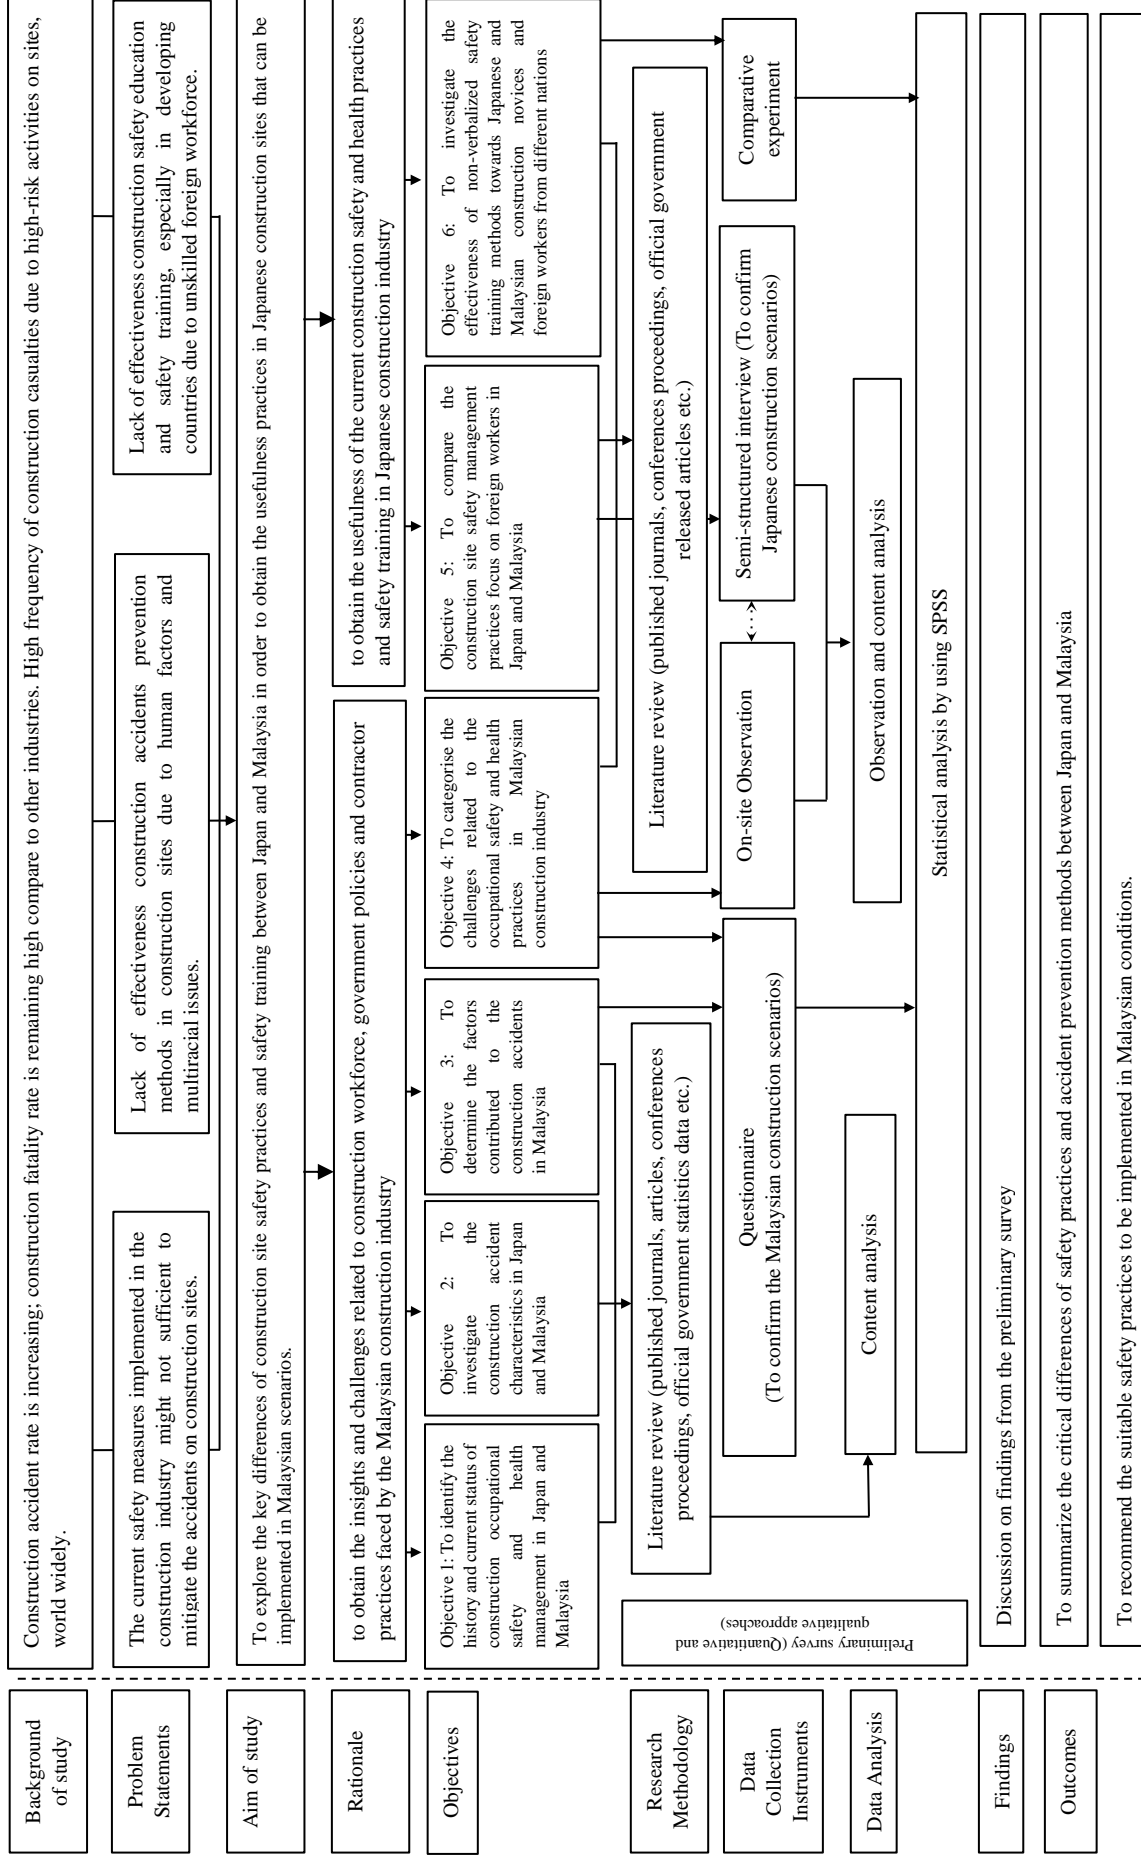 Background
of study
Construction accident rate is increasing; construction fatality rate is remaining high compare to other industries. High frequency of construction casualties due to high-risk activities on sites,
world widely.
Problem
Statements
The current safety measures implemented in the
construction industry might not sufficient to
mitigate the accidents on construction sites.
Lack of effectiveness construction accidents prevention
methods in construction sites due to human factors and
multiracial issues.
Lack of effectiveness construction safety education
and safety training, especially in developing
countries due to unskilled foreign workforce.
Aim of study
To explore the key differences of construction site safety practices and safety training between Japan and Malaysia in order to obtain the usefulness practices in Japanese construction sites that can be
implemented in Malaysian scenarios.
Rationale
to obtain the insights and challenges related to construction workforce, government policies and contractor
practices faced by the Malaysian construction industry
to obtain the usefulness of the current construction safety and health practices
and safety training in Japanese construction industry
Objectives
Objective 1: To identify the
history and current status of
construction occupational
safety and health
management in Japan and
Malaysia
Objective 2: To
investigate the
construction accident
characteristics in Japan
and Malaysia
Objective 3: To
determine the factors
contributed to the
construction accidents
in Malaysia
Objective 4: To categorise the
challenges related to the
occupational safety and health
practices in Malaysian
construction industry
Objective 5: To compare the
construction site safety management
practices focus on foreign workers in
Japan and Malaysia
Objective 6: To investigate the
effectiveness of non-verbalized safety
training methods towards Japanese and
Malaysian construction novices and
foreign workers from different nations
Research
Methodology
Preliminary survey (Quantitative and
qualitative approaches)
Literature review (published journals, articles, conferences
proceedings, official government statistics data etc.)
Literature review (published journals, conferences proceedings, official government
released articles etc.)
Data
Collection
Instruments
Questionnaire
(To confirm the Malaysian construction scenarios)
On-site Observation
Semi-structured interview (To confirm
Japanese construction scenarios)
Comparative
experiment
Data Analysis
Content analysis
Observation and content analysis
Statistical analysis by using SPSS
Findings
Discussion on findings from the preliminary survey
Outcomes
To summarize the critical differences of safety practices and accident prevention methods between Japan and Malaysia
To recommend the suitable safety practices to be implemented in Malaysian conditions.